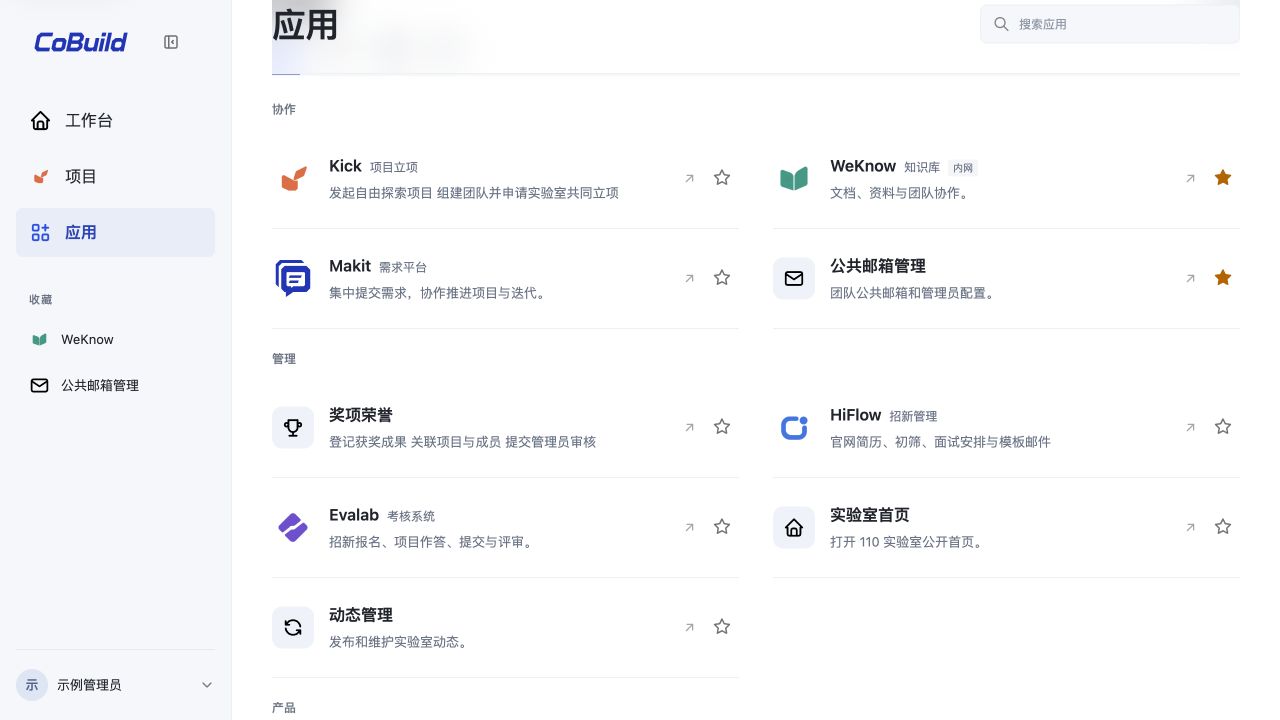 CoBuild
工作台
项目
应用
收藏
WeKnow
公共邮箱管理
示 示例管理员
应用
搜索应用
协作
Kick 项目立项
发起自由探索项目 组建团队并申请实验室共同立项
WeKnow 知识库 内网
文档、资料与团队协作。
Makit 需求平台
集中提交需求，协作推进项目与迭代。
公共邮箱管理
团队公共邮箱和管理员配置。
管理
奖项荣誉
登记获奖成果 关联项目与成员 提交管理员审核
HiFlow 招新管理
官网简历、初筛、面试安排与模板邮件
Evalab 考核系统
招新报名、项目作答、提交与评审。
实验室首页
打开 110 实验室公开首页。
动态管理
发布和维护实验室动态。
产品